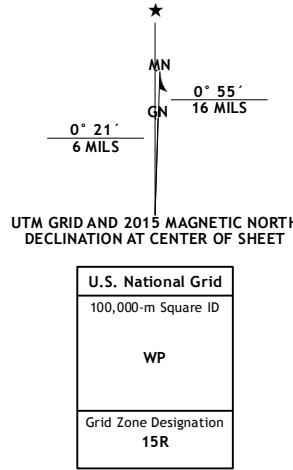 ★
MN
GN
0° 55´
16 MILS
0° 21´
6 MILS
UTM GRID AND 2015 MAGNETIC NORTH
DECLINATION AT CENTER OF SHEET
U.S. National Grid
100,000-m Square ID
WP
Grid Zone Designation
15R